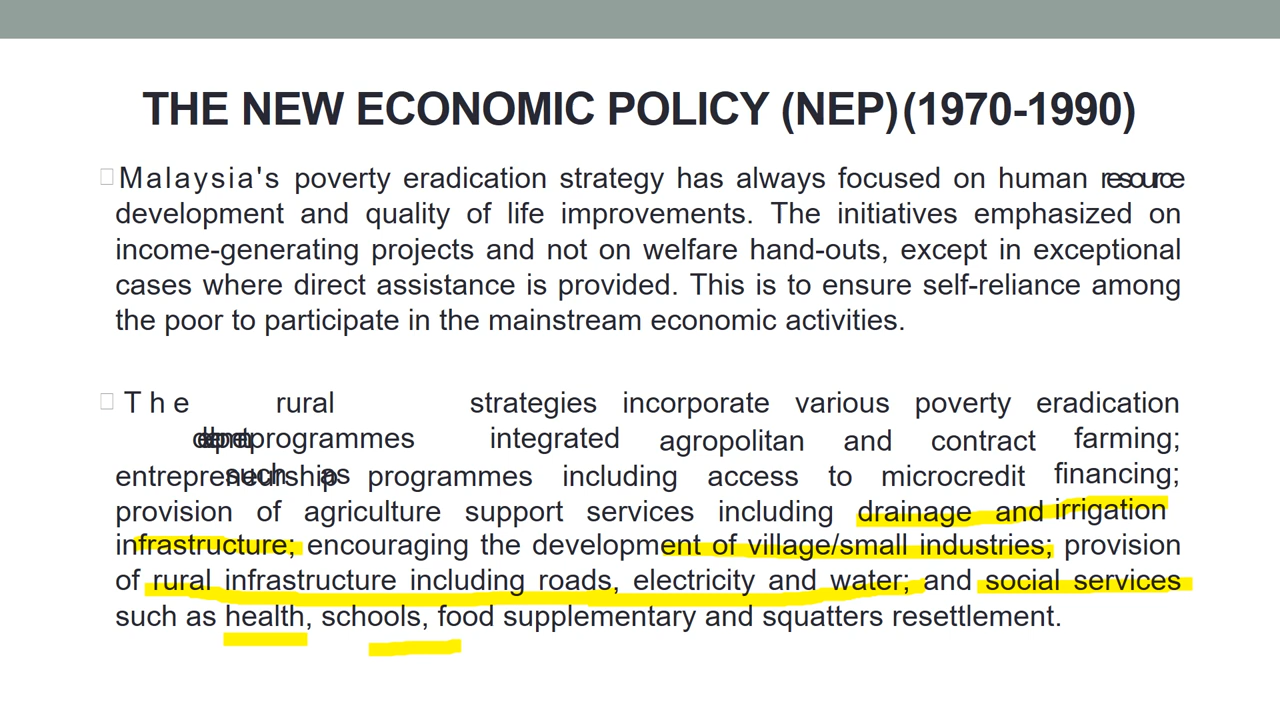 THE NEW ECONOMIC POLICY (NEP) (1970-1990)
Malaysia's poverty eradication strategy has always focused on human resource
development and quality of life improvements. The initiatives emphasized on
income-generating projects and not on welfare hand-outs, except in exceptional
cases where direct assistance is provided. This is to ensure self-reliance among
the poor to participate in the mainstream economic activities.
The rural strategies incorporate various poverty eradication
programmes such as integrated agropolitan and contract farming;
entrepreneurship programmes including access to microcredit financing;
provision of agriculture support services including drainage and irrigation
infrastructure; encouraging the development of village/small industries; provision
of rural infrastructure including roads, electricity and water; and social services
such as health, schools, food supplementary and squatters resettlement.